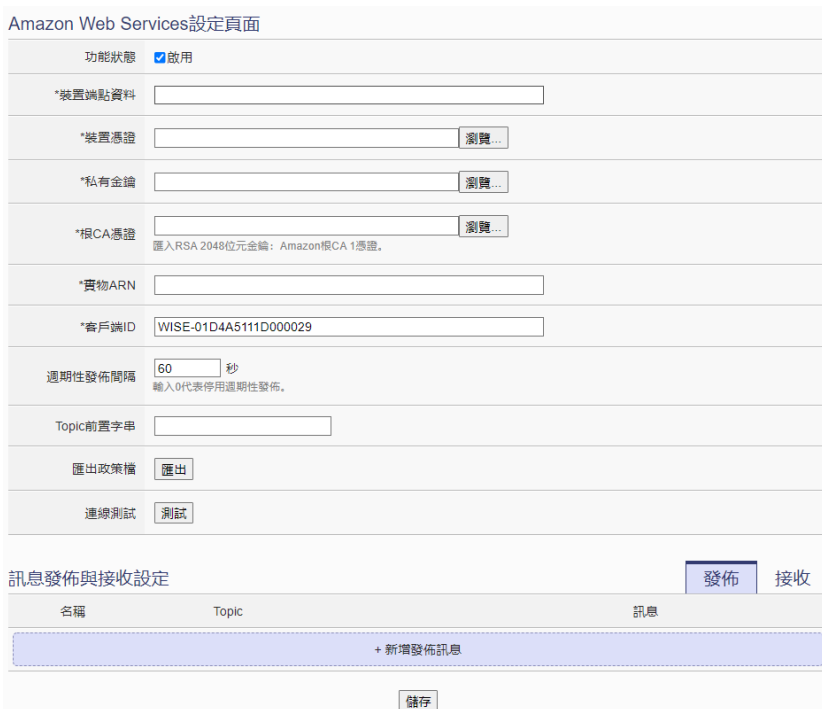 Amazon Web Services設定頁面
功能狀態 啟用
*裝置端點資料
*裝置憑證 瀏覽...
*私有金鑰 瀏覽...
*根CA憑證 瀏覽...
匯入RSA 2048位元金鑰：Amazon根CA 1憑證。
*實物ARN
*客戶端ID WISE-01D4A5111D000029
週期性發佈間隔 60 秒
輸入0代表停用週期性發佈。
Topic前置字串
匯出政策檔 匯出
連線測試 測試
訊息發佈與接收設定 發佈 接收
名稱 Topic 訊息
+ 新增發佈訊息
儲存